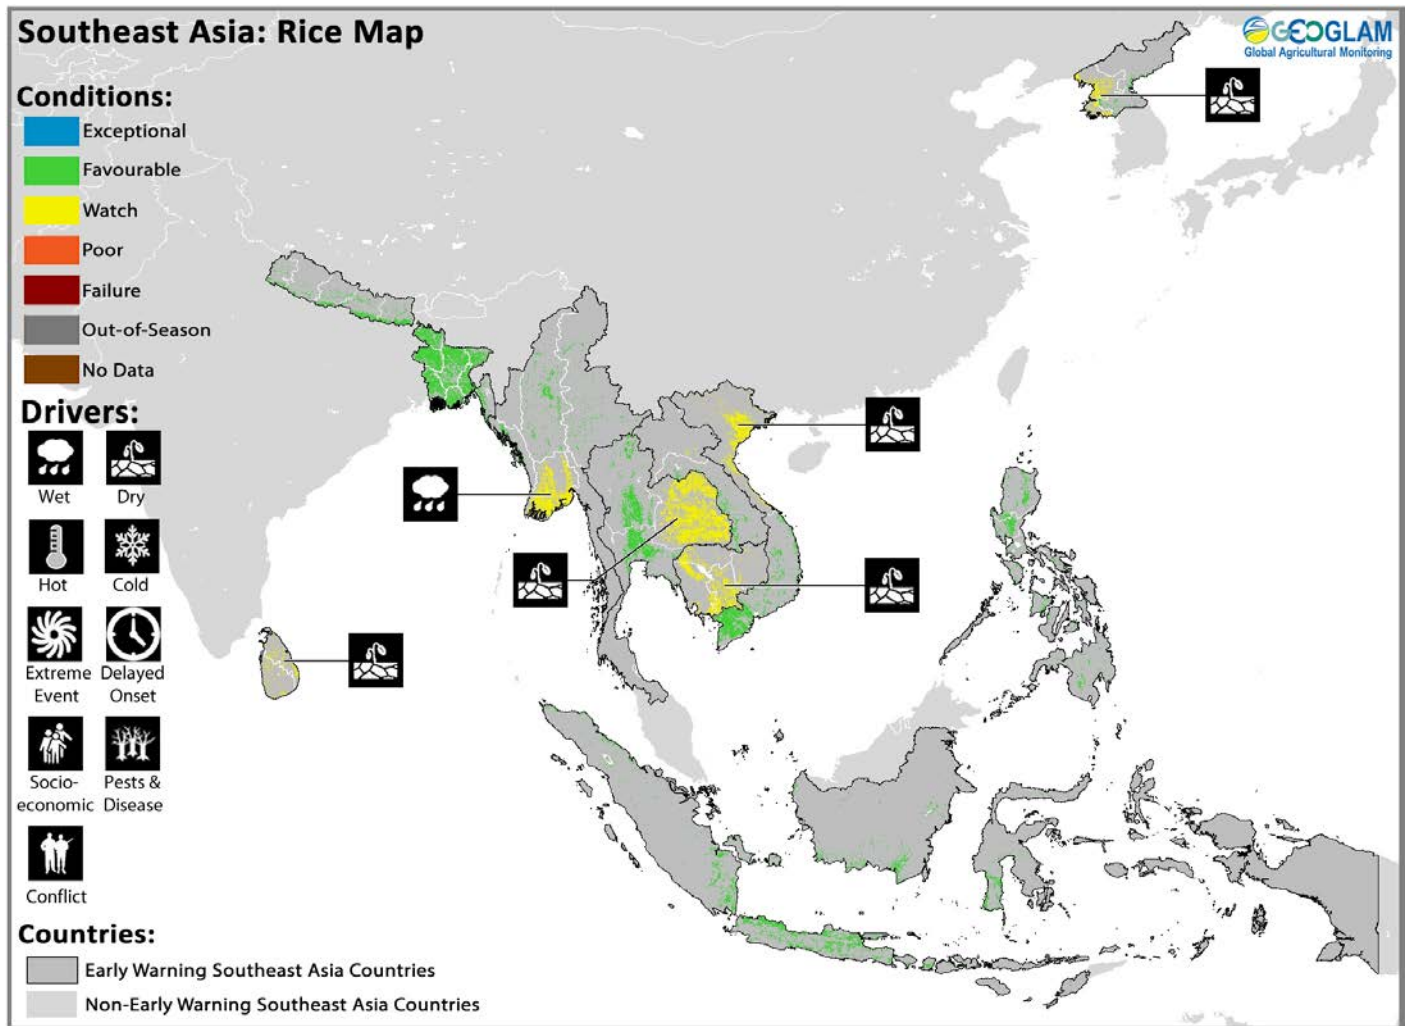 Southeast Asia: Rice Map
GEOGLAM
Global Agricultural Monitoring
Conditions:
Exceptional
Favourable
Watch
Poor
Failure
Out-of-Season
No Data
Drivers:
Wet
Dry
Hot
Cold
Extreme
Event
Delayed
Onset
Socio-
economic
Pests &
Disease
Conflict
Countries:
Early Warning Southeast Asia Countries
Non-Early Warning Southeast Asia Countries